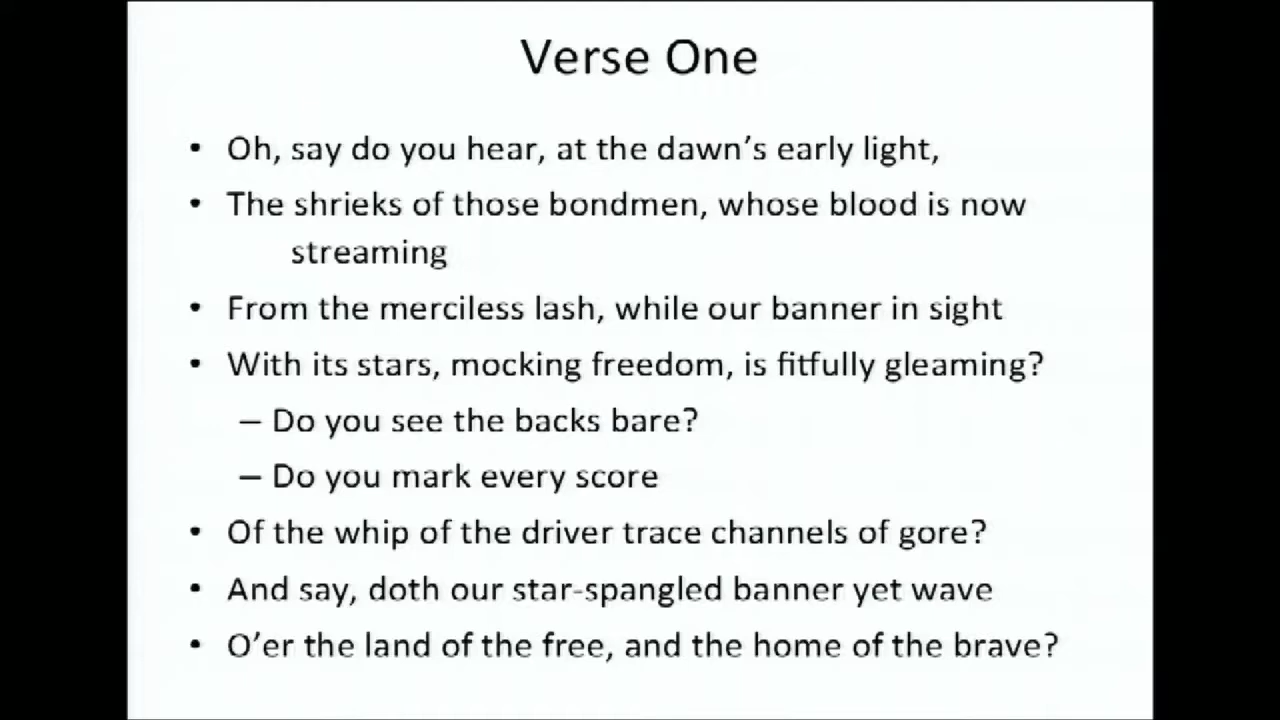 Verse One
• Oh, say do you hear, at the dawn’s early light,
• The shrieks of those bondmen, whose blood is now
streaming
• From the merciless lash, while our banner in sight
• With its stars, mocking freedom, is fitfully gleaming?
– Do you see the backs bare?
– Do you mark every score
• Of the whip of the driver trace channels of gore?
• And say, doth our star-spangled banner yet wave
• O’er the land of the free, and the home of the brave?